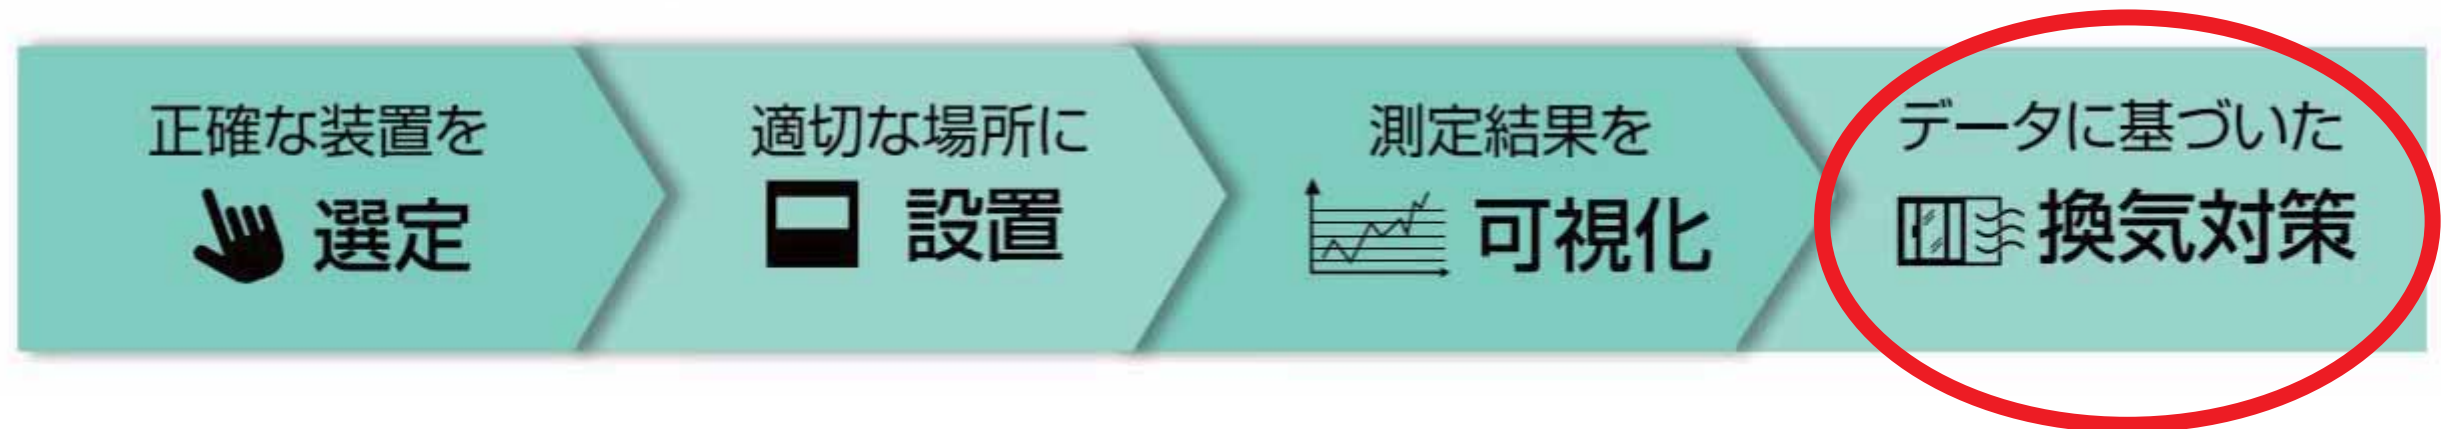 正確な装置を
選定
適切な場所に
設置
測定結果を
可視化
データに基づいた
換気対策